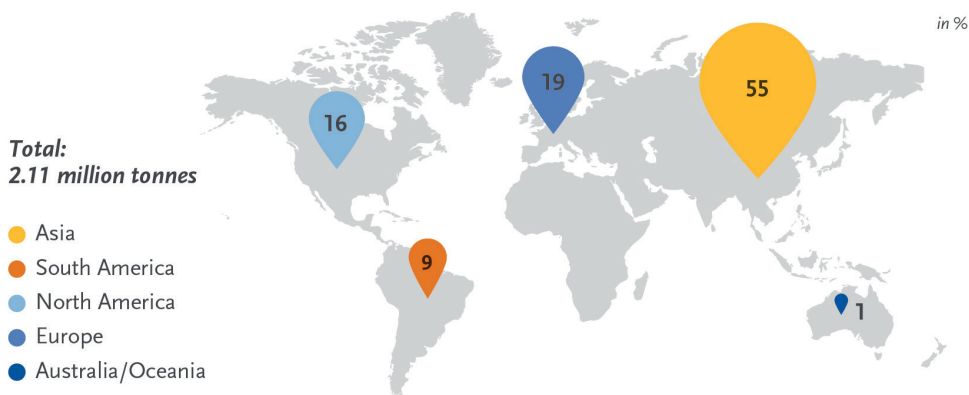 in %
19
55
16
Total:
2.11 million tonnes
Asia
South America
9
North America
1
Europe
Australia/Oceania